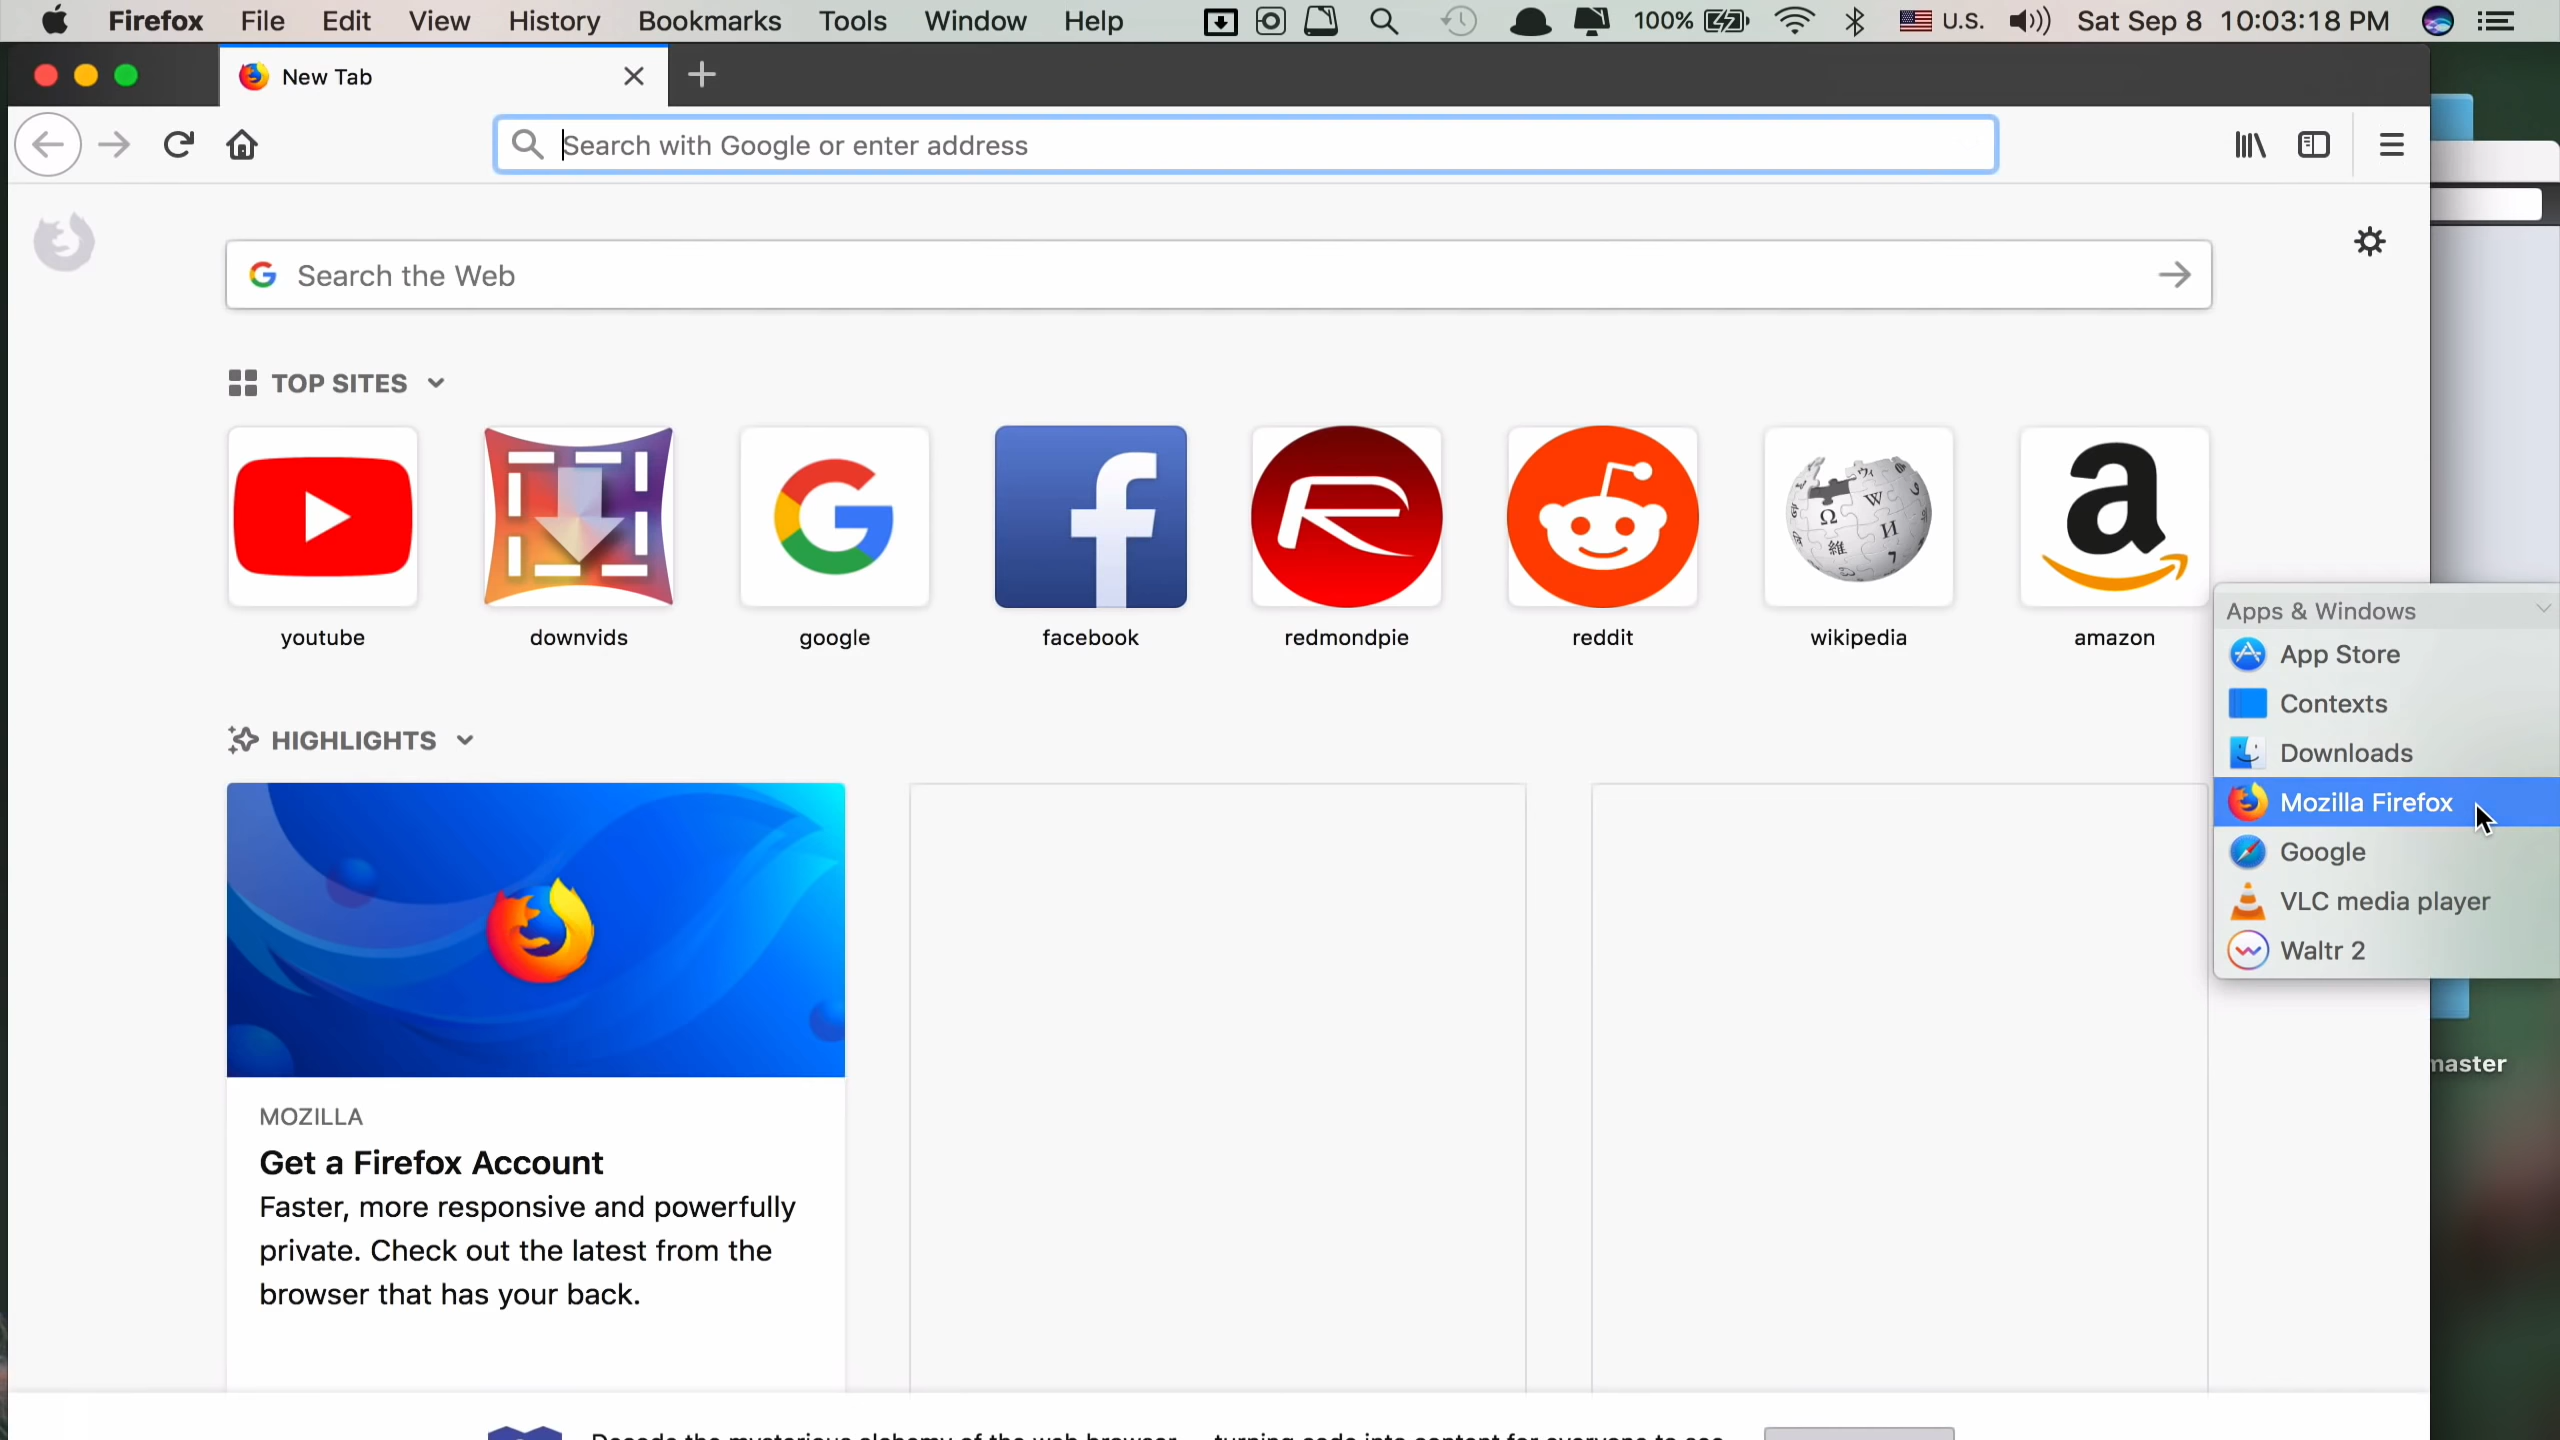 Firefox File Edit View History Bookmarks Tools Window Help 100% U.S. Sat Sep 8 10:03:18 PM
New Tab
Search with Google or enter address
Search the Web
TOP SITES
youtube downvids google facebook redmondpie reddit wikipedia amazon
Apps & Windows
App Store
Contexts
Downloads
Mozilla Firefox
Google
VLC media player
Waltr 2
HIGHLIGHTS
master
MOZILLA
Get a Firefox Account
Faster, more responsive and powerfully
private. Check out the latest from the
browser that has your back.